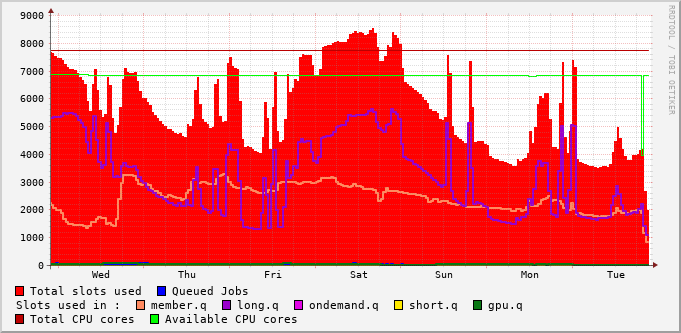 9000
8000
7000
6000
5000
4000
3000
2000
1000
0
Wed Thu Fri Sat Sun Mon Tue
RRDTOOL / TOBI OETIKER
Total slots used Queued Jobs
Slots used in : member.q long.q ondemand.q short.q gpu.q
Total CPU cores Available CPU cores